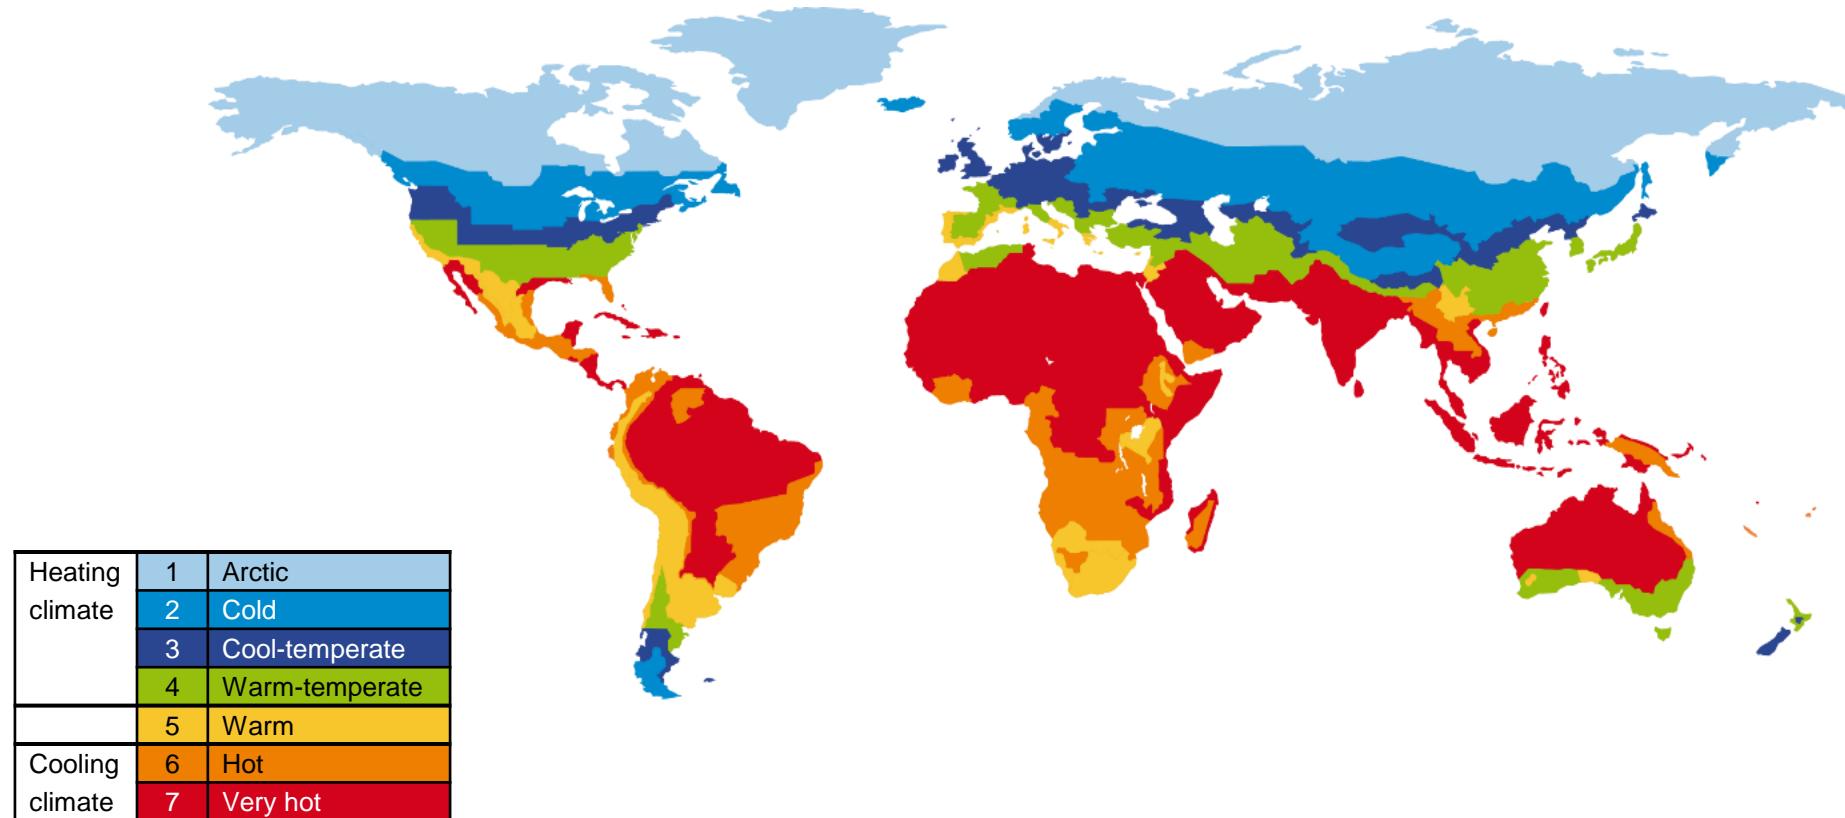 Heating 1 Arctic
climate 2 Cold
3 Cool-temperate
4 Warm-temperate
5 Warm
Cooling 6 Hot
climate 7 Very hot